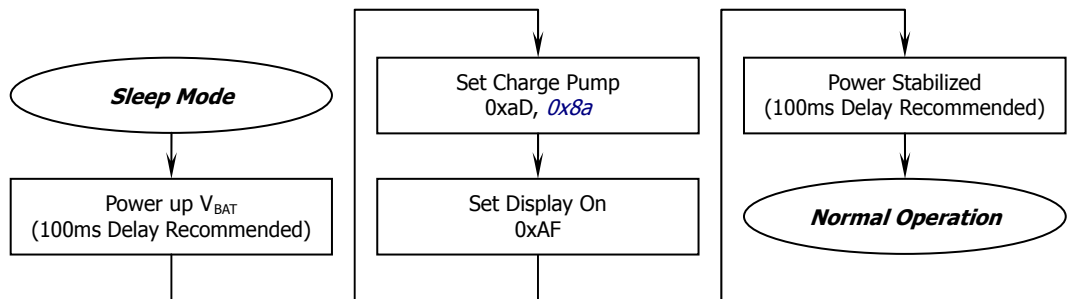 Sleep Mode
Power up VBAT
(100ms Delay Recommended)
Set Charge Pump
0xaD, 0x8a
Set Display On
0xAF
Power Stabilized
(100ms Delay Recommended)
Normal Operation